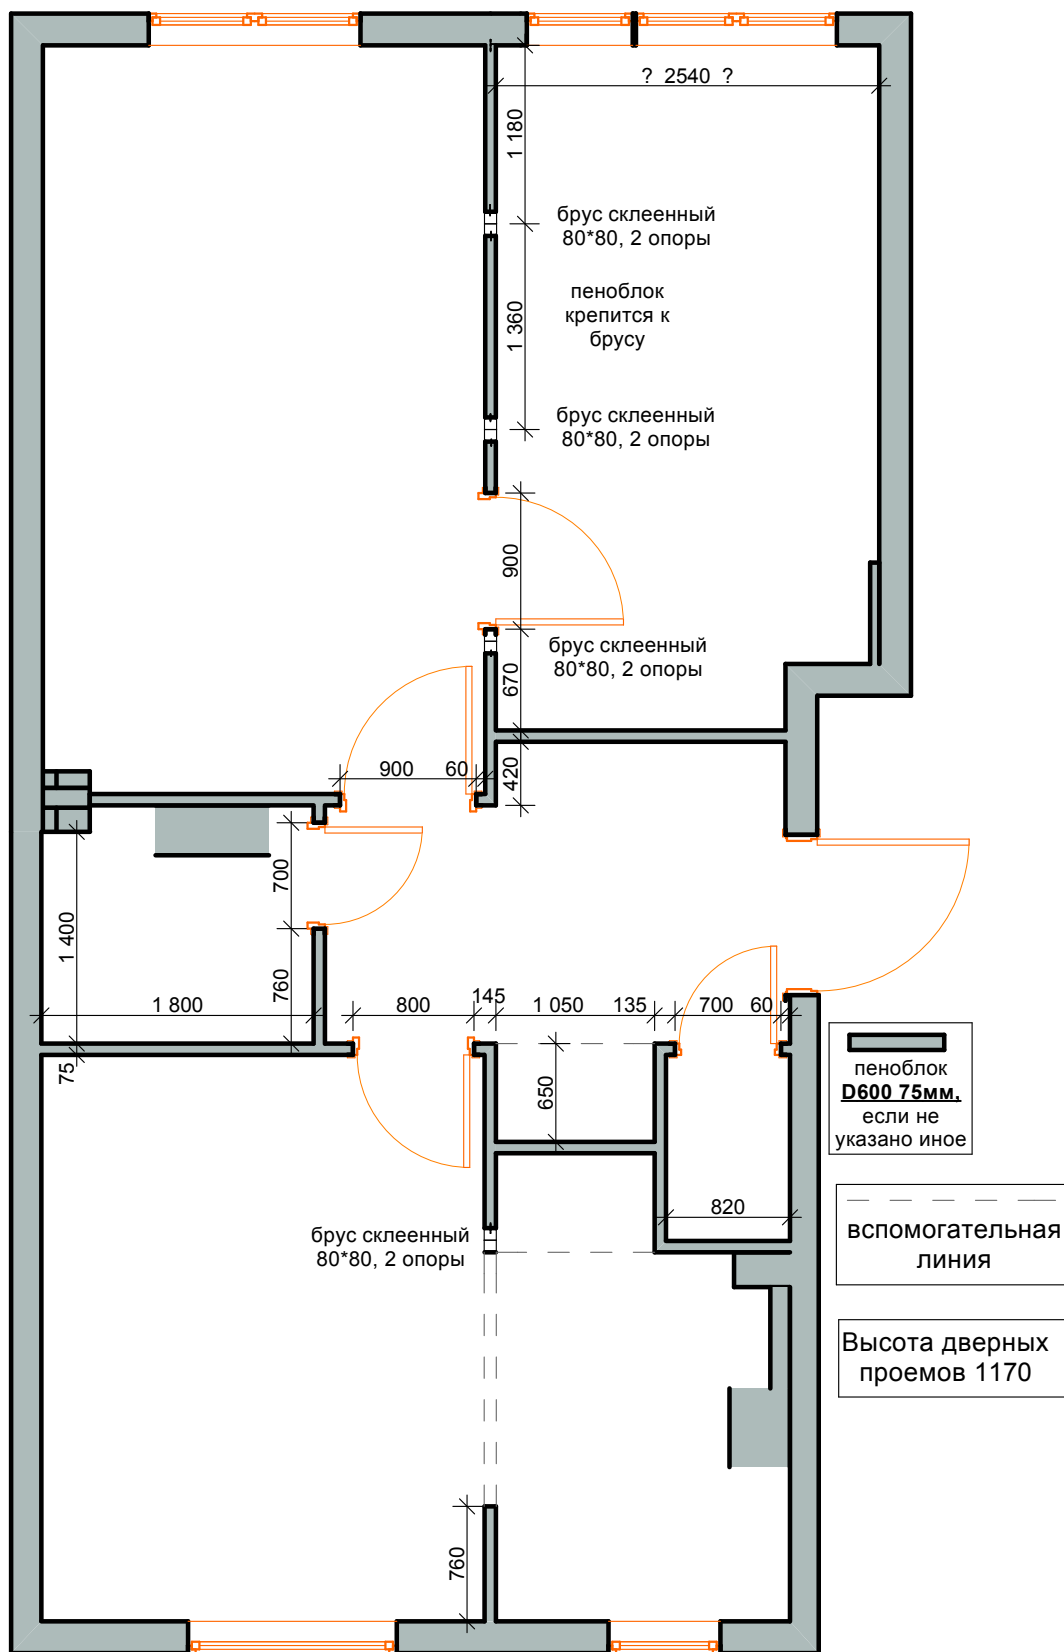 ? 2540 ?
1 180
брус склеенный
80*80, 2 опоры
пеноблок
крепится к
брусу
1 360
брус склеенный
80*80, 2 опоры
900
брус склеенный
80*80, 2 опоры
670
900
60
420
700
1 400
760
1 800
800
145
1 050
135
700
60
75
650
пеноблок
D600 75мм,
если не
указано иное
820
вспомогательная
линия
брус склеенный
80*80, 2 опоры
Высота дверных
проемов 1170
760